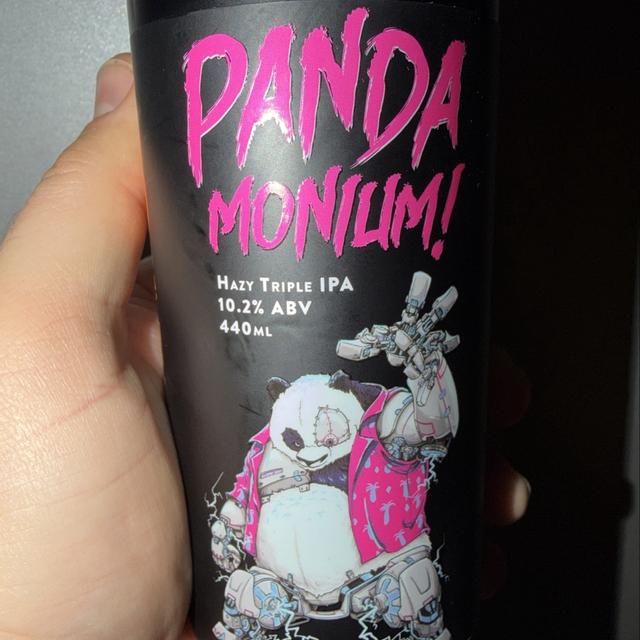 PANDA
MONIUM!
HAZY TRIPLE IPA
10.2% ABV
440ML